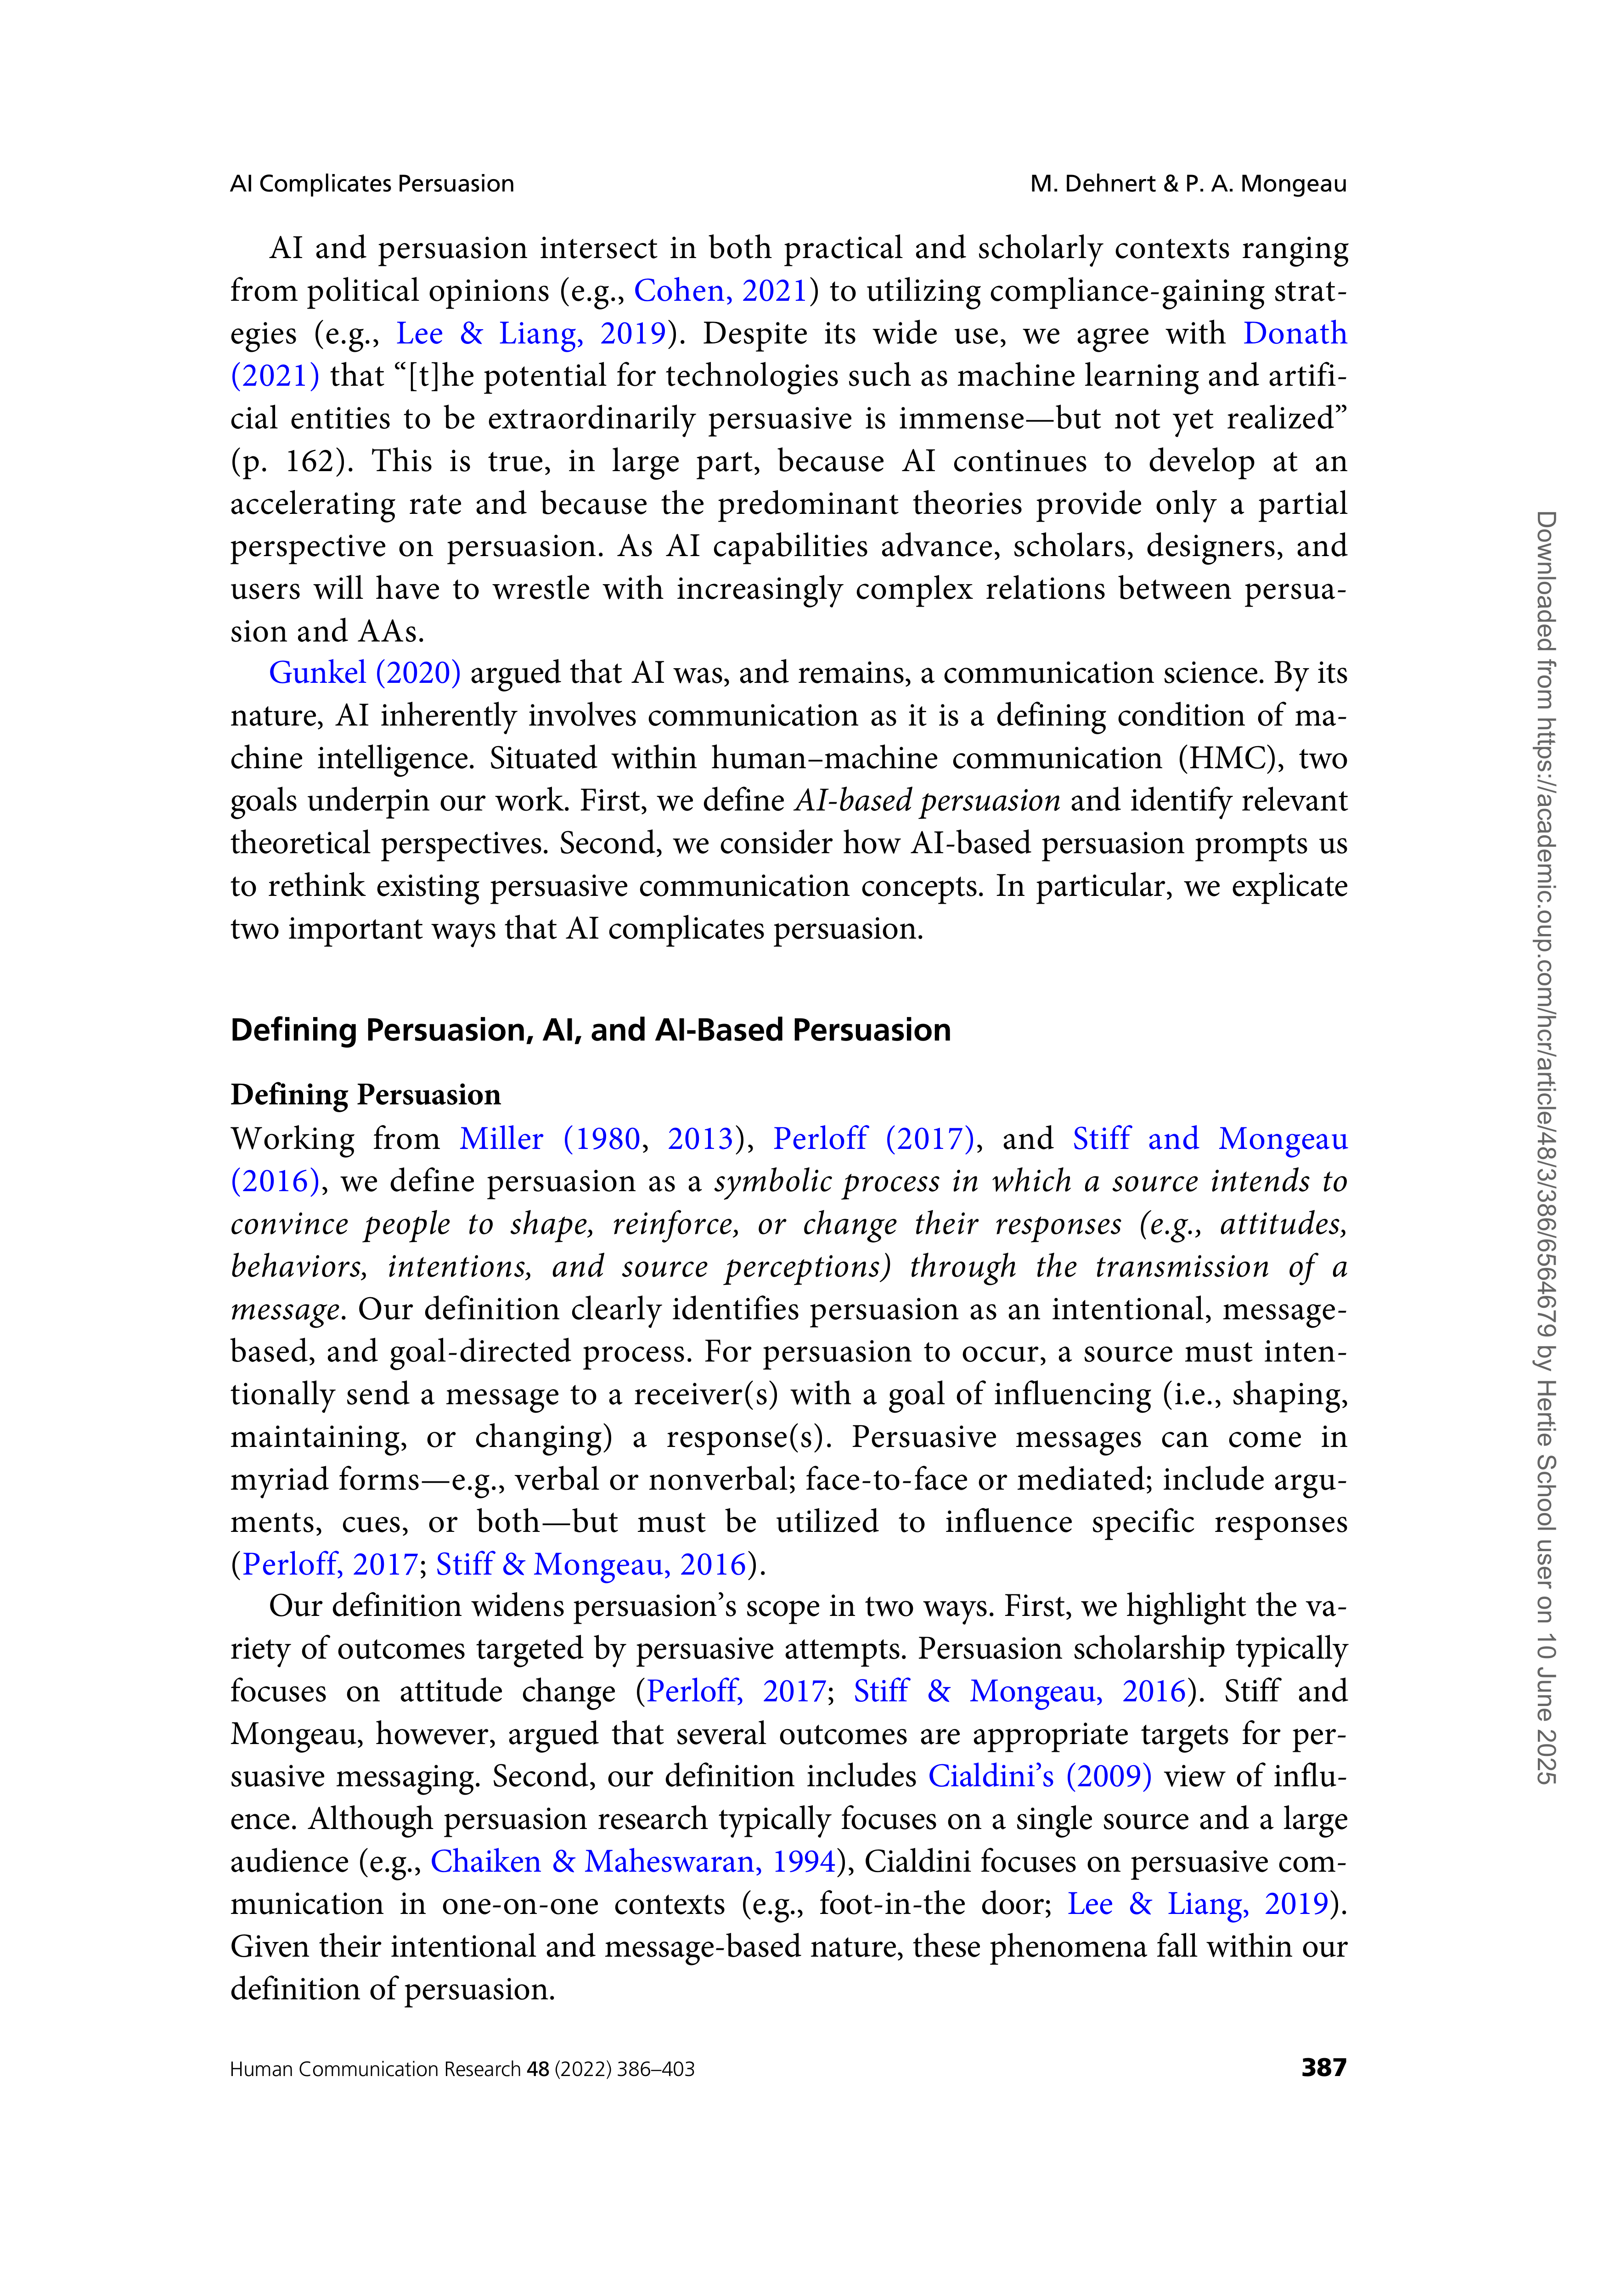 AI Complicates Persuasion
M. Dehnert & P. A. Mongeau
AI and persuasion intersect in both practical and scholarly contexts ranging
from political opinions (e.g., Cohen, 2021) to utilizing compliance-gaining strat-
egies (e.g., Lee & Liang, 2019). Despite its wide use, we agree with Donath
(2021) that “[t]he potential for technologies such as machine learning and artifi-
cial entities to be extraordinarily persuasive is immense—but not yet realized”
(p. 162). This is true, in large part, because AI continues to develop at an
accelerating rate and because the predominant theories provide only a partial
perspective on persuasion. As AI capabilities advance, scholars, designers, and
users will have to wrestle with increasingly complex relations between persua-
sion and AAs.
Gunkel (2020) argued that AI was, and remains, a communication science. By its
nature, AI inherently involves communication as it is a defining condition of ma-
chine intelligence. Situated within human–machine communication (HMC), two
goals underpin our work. First, we define AI-based persuasion and identify relevant
theoretical perspectives. Second, we consider how AI-based persuasion prompts us
to rethink existing persuasive communication concepts. In particular, we explicate
two important ways that AI complicates persuasion.
Defining Persuasion, AI, and AI-Based Persuasion
Defining Persuasion
Working from Miller (1980, 2013), Perloff (2017), and Stiff and Mongeau
(2016), we define persuasion as a symbolic process in which a source intends to
convince people to shape, reinforce, or change their responses (e.g., attitudes,
behaviors, intentions, and source perceptions) through the transmission of a
message. Our definition clearly identifies persuasion as an intentional, message-
based, and goal-directed process. For persuasion to occur, a source must inten-
tionally send a message to a receiver(s) with a goal of influencing (i.e., shaping,
maintaining, or changing) a response(s). Persuasive messages can come in
myriad forms—e.g., verbal or nonverbal; face-to-face or mediated; include argu-
ments, cues, or both—but must be utilized to influence specific responses
(Perloff, 2017; Stiff & Mongeau, 2016).
Our definition widens persuasion’s scope in two ways. First, we highlight the va-
riety of outcomes targeted by persuasive attempts. Persuasion scholarship typically
focuses on attitude change (Perloff, 2017; Stiff & Mongeau, 2016). Stiff and
Mongeau, however, argued that several outcomes are appropriate targets for per-
suasive messaging. Second, our definition includes Cialdini’s (2009) view of influ-
ence. Although persuasion research typically focuses on a single source and a large
audience (e.g., Chaiken & Maheswaran, 1994), Cialdini focuses on persuasive com-
munication in one-on-one contexts (e.g., foot-in-the door; Lee & Liang, 2019).
Given their intentional and message-based nature, these phenomena fall within our
definition of persuasion.
Human Communication Research 48 (2022) 386–403
387
Downloaded from https://academic.oup.com/hcr/article/48/3/386/6564679 by Hertie School user on 10 June 2025